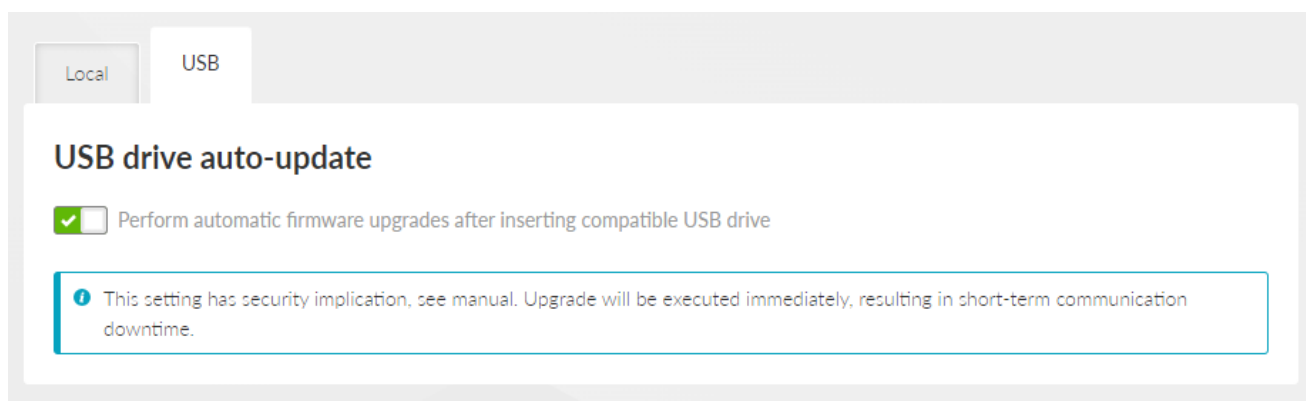 Local
USB
USB drive auto-update
Perform automatic firmware upgrades after inserting compatible USB drive
This setting has security implication, see manual. Upgrade will be executed immediately, resulting in short-term communication
downtime.